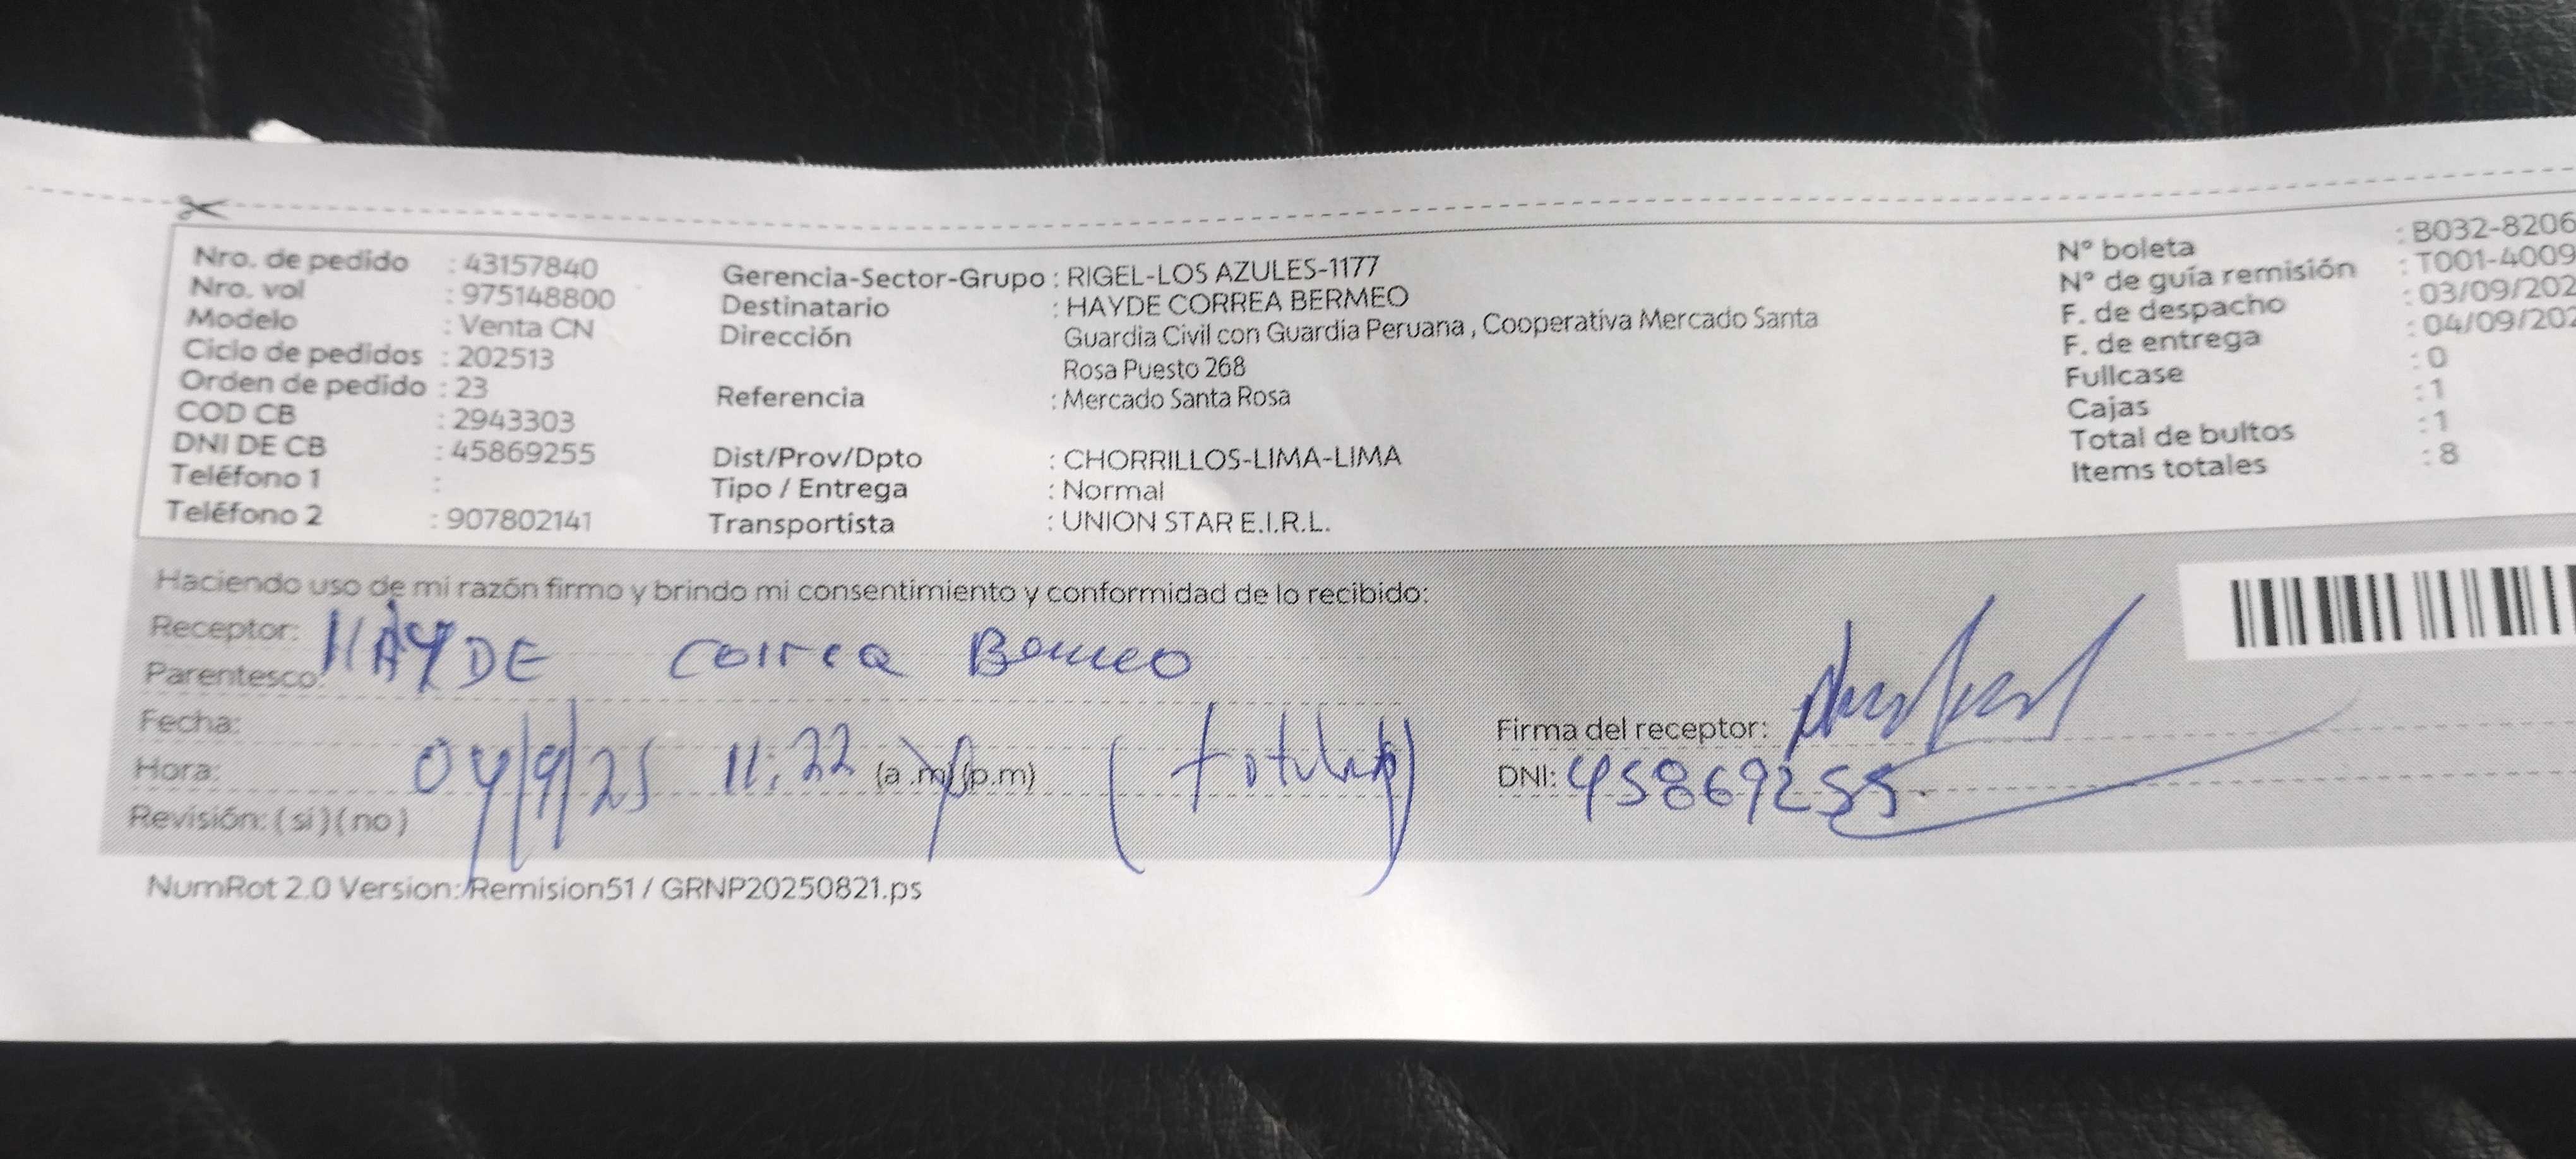 Nro. de pedido : 43157840
Nro. vol : 975148800
Modelo : Venta CN
Ciclo de pedidos : 202513
Orden de pedido : 23
COD CB : 2943303
DNI DE CB : 45869255
Teléfono 1 :
Teléfono 2 : 907802141
Gerencia-Sector-Grupo : RIGEL-LOS AZULES-1177
Destinatario : HAYDE CORREA BERMEO
Dirección Guardia Civil con Guardia Peruana , Cooperativa Mercado Santa
Rosa Puesto 268
Referencia : Mercado Santa Rosa
Dist/Prov/Dpto : CHORRILLOS-LIMA-LIMA
Tipo / Entrega : Normal
Transportista : UNION STAR E.I.R.L.
N° boleta : B032-8206
N° de guía remisión : T001-4009
F. de despacho : 03/09/202
F. de entrega : 04/09/202
Fullcase : 0
Cajas : 1
Total de bultos : 1
Items totales : 8
Haciendo uso de mi razón firmo y brindo mi consentimiento y conformidad de lo recibido:
Receptor: HAYDE Correa Bermeo
Parentesco:
Fecha:
Hora: 04/9/25 11:22 (a .m)(p.m) (titular)
Revisión: ( si ) ( no )
Firma del receptor:
DNI: 45869255
NumRot 2.0 Version: Remision51 / GRNP20250821.ps